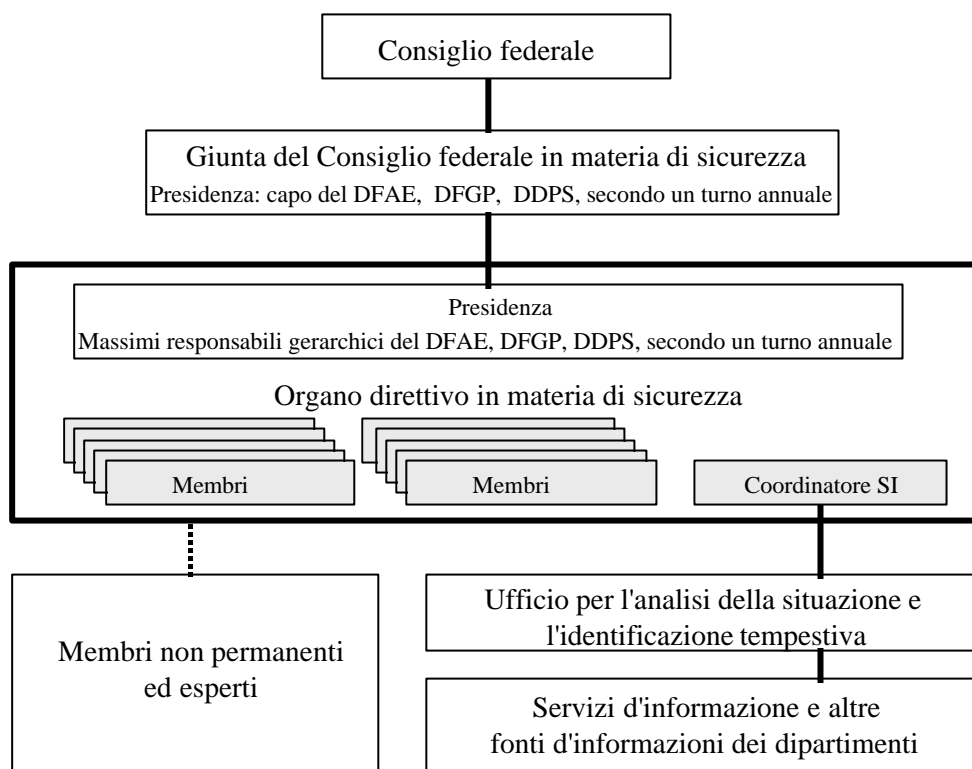 Consiglio federale
Giunta del Consiglio federale in materia di sicurezza
Presidenza: capo del DFAE, DFGP, DDPS, secondo un turno annuale
Presidenza
Massimi responsabili gerarchici del DFAE, DFGP, DDPS, secondo un turno annuale
Organo direttivo in materia di sicurezza
Membri
Membri
Coordinatore SI
Membri non permanenti
ed esperti
Ufficio per l'analisi della situazione e
l'identificazione tempestiva
Servizi d'informazione e altre
fonti d'informazioni dei dipartimenti